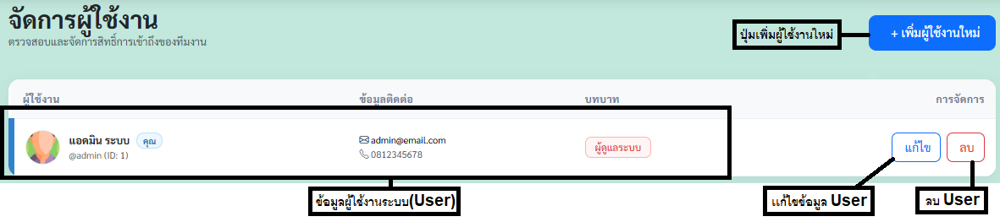 จัดการผู้ใช้งาน
ตรวจสอบและจัดการสิทธิ์การเข้าถึงของทีมงาน
ปุ่มเพิ่มผู้ใช้งานใหม่
+ เพิ่มผู้ใช้งานใหม่
ผู้ใช้งาน ข้อมูลติดต่อ บทบาท การจัดการ
แอดมิน ระบบ คุณ
@admin (ID: 1)
admin@email.com
0812345678
ผู้ดูแลระบบ
แก้ไข ลบ
ข้อมูลผู้ใช้งานระบบ(User)
แก้ไขข้อมูล User
ลบ User